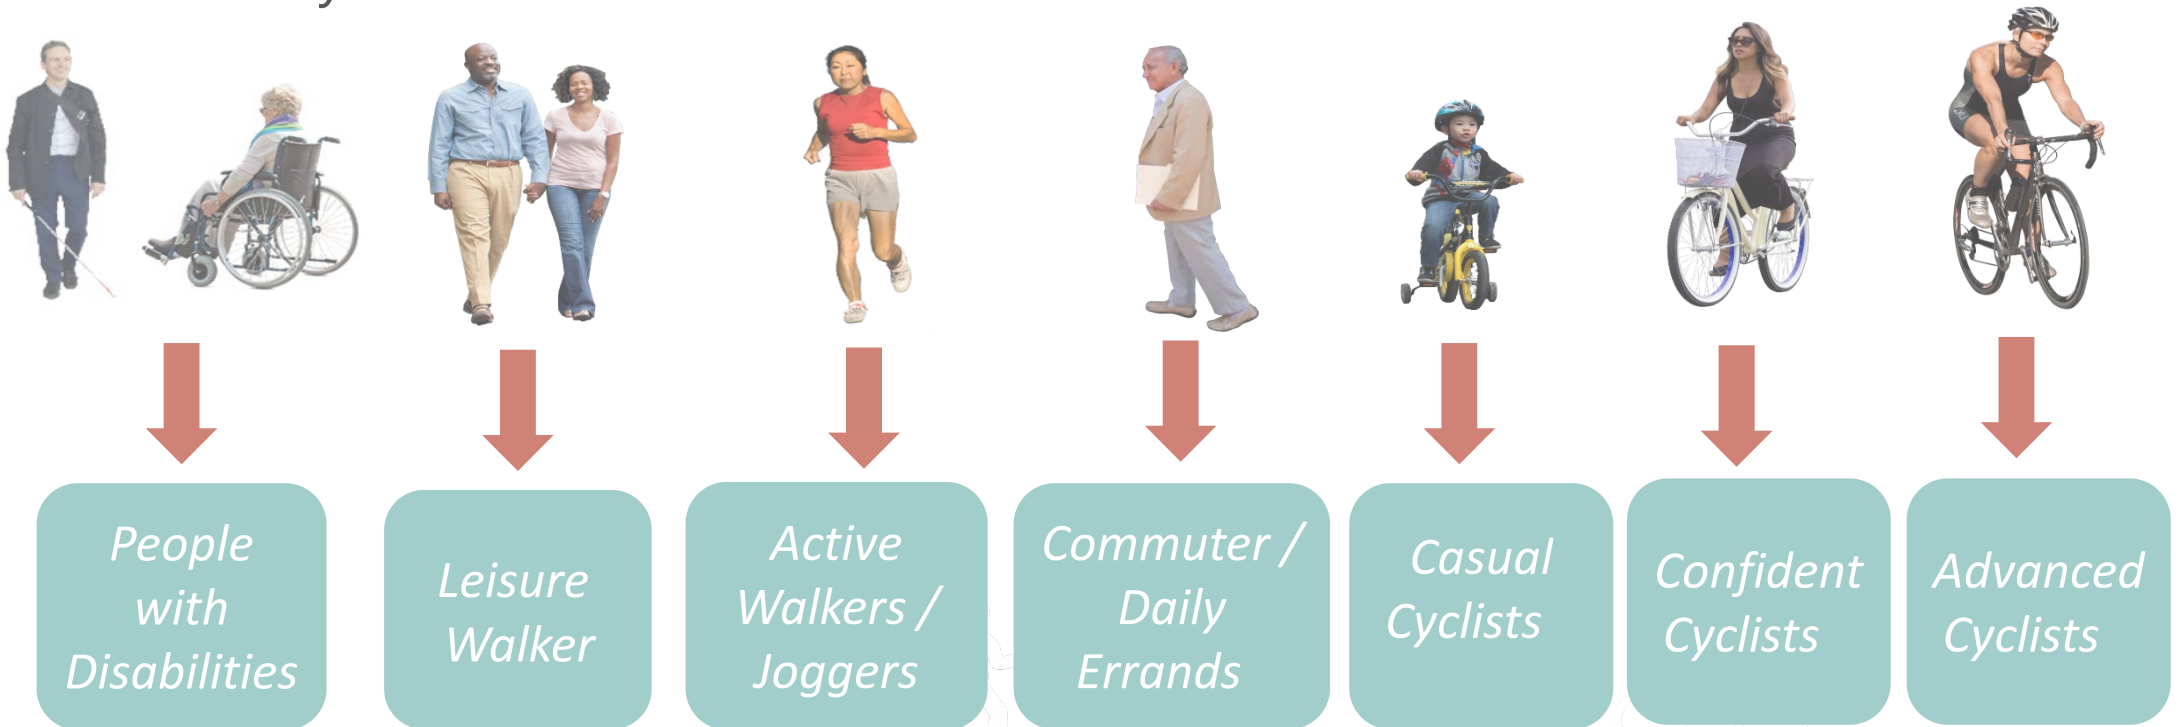 People
with
Disabilities
Leisure
Walker
Active
Walkers /
Joggers
Commuter /
Daily
Errands
Casual
Cyclists
Confident
Cyclists
Advanced
Cyclists